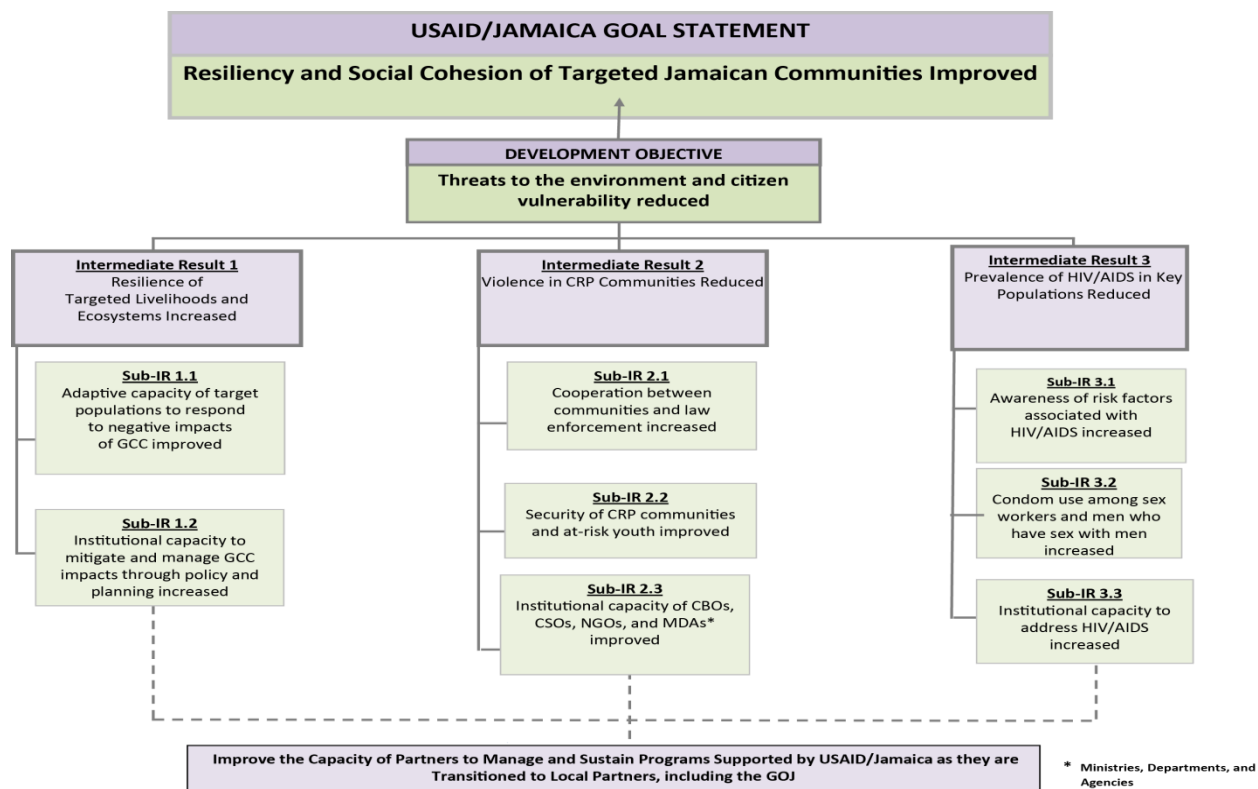 USAID/JAMAICA GOAL STATEMENT
Resiliency and Social Cohesion of Targeted Jamaican Communities Improved
DEVELOPMENT OBJECTIVE
Threats to the environment and citizen
vulnerability reduced
Intermediate Result 1
Resilience of
Targeted Livelihoods and
Ecosystems Increased
Sub-IR 1.1
Adaptive capacity of target
populations to respond
to negative impacts
of GCC improved
Sub-IR 1.2
Institutional capacity to
mitigate and manage GCC
impacts through policy and
planning increased
Intermediate Result 2
Violence in CRP Communities Reduced
Sub-IR 2.1
Cooperation between
communities and law
enforcement increased
Sub-IR 2.2
Security of CRP communities
and at-risk youth improved
Sub-IR 2.3
Institutional capacity of CBOs,
CSOs, NGOs, and MDAs*
improved
Intermediate Result 3
Prevalence of HIV/AIDS in Key
Populations Reduced
Sub-IR 3.1
Awareness of risk factors
associated with
HIV/AIDS increased
Sub-IR 3.2
Condom use among sex
workers and men who
have sex with men
increased
Sub-IR 3.3
Institutional capacity to
address HIV/AIDS
increased
Improve the Capacity of Partners to Manage and Sustain Programs Supported by USAID/Jamaica as they are
Transitioned to Local Partners, including the GOJ
* Ministries, Departments, and
Agencies